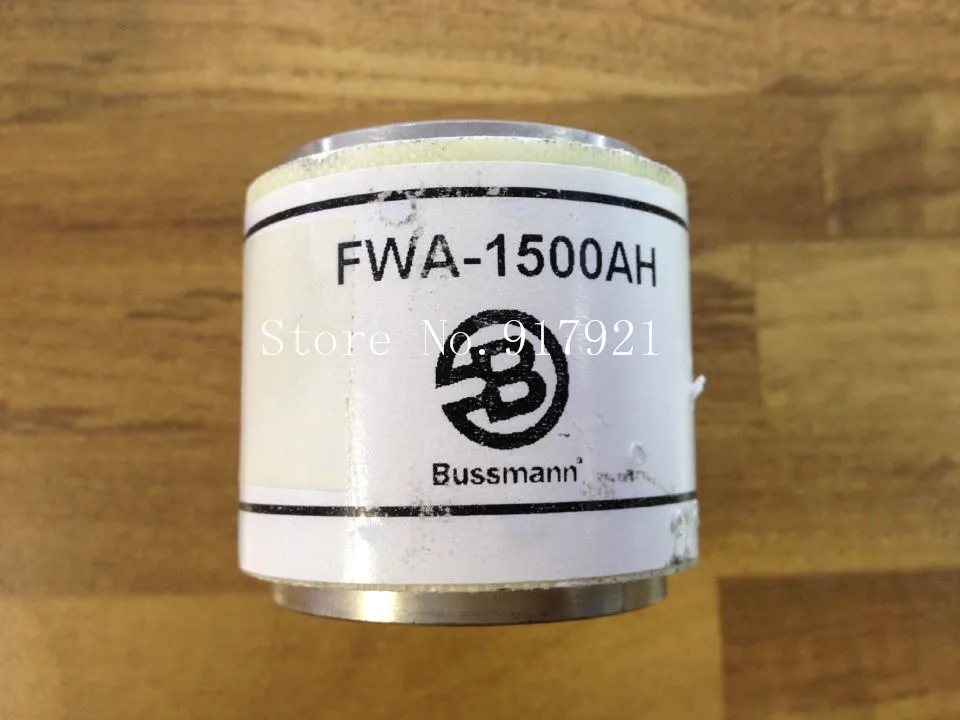 FWA-1500AH
Store No.917921
B
Bussmann®